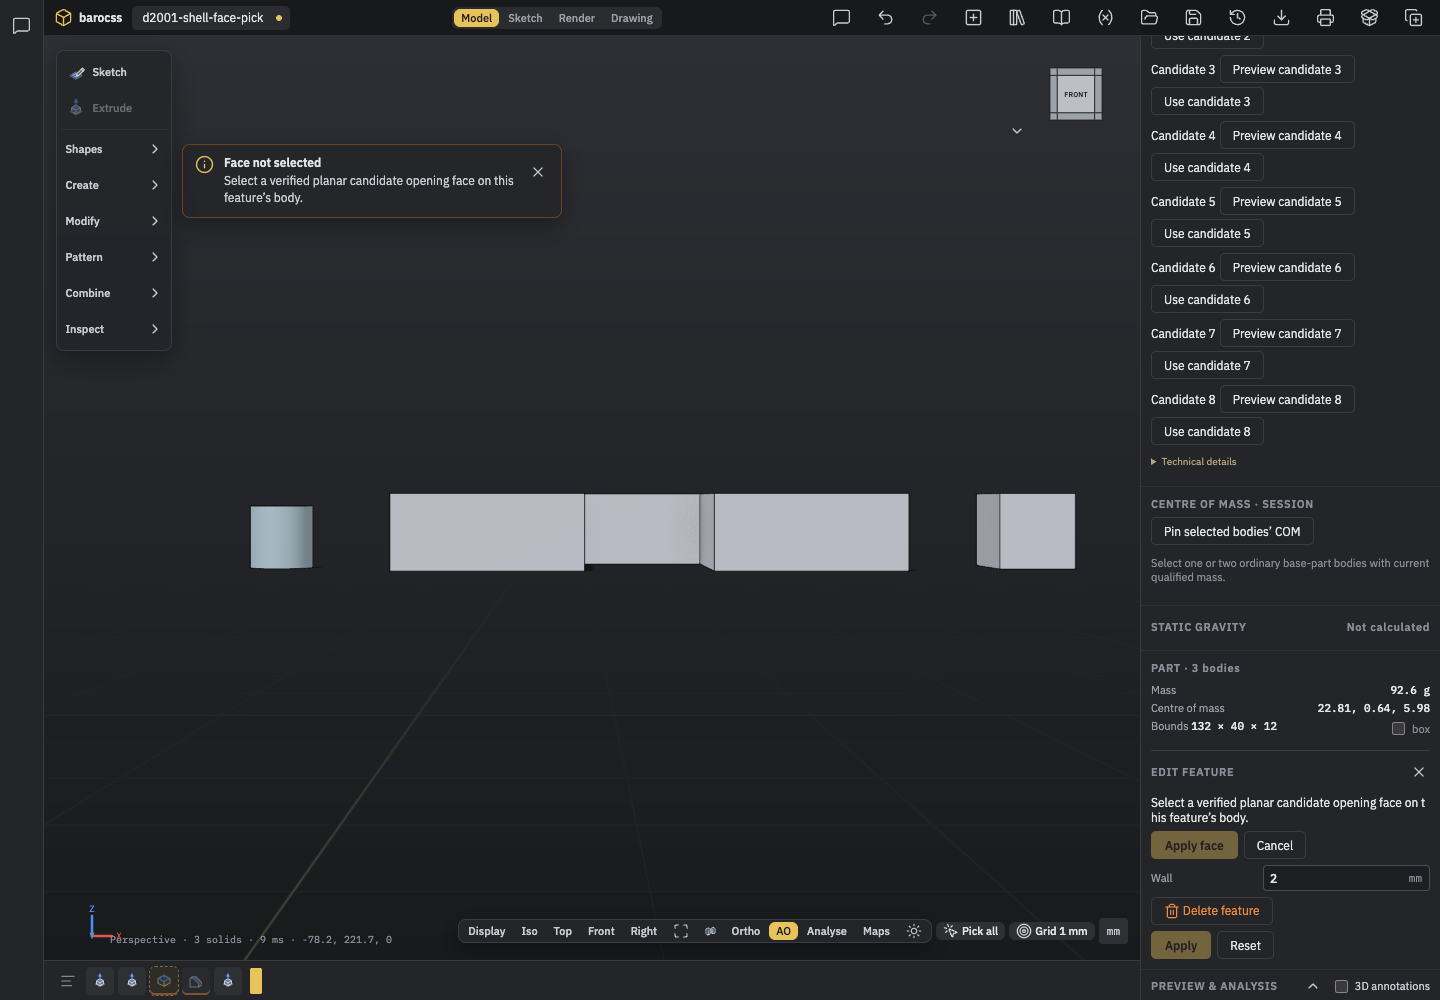 barocss
d2001-shell-face-pick
Model
Sketch
Render
Drawing
Sketch
Extrude
Shapes
Create
Modify
Pattern
Combine
Inspect
Face not selected
Select a verified planar candidate opening face on this
feature's body.
FRONT
Use candidate 2
Candidate 3 Preview candidate 3
Use candidate 3
Candidate 4 Preview candidate 4
Use candidate 4
Candidate 5 Preview candidate 5
Use candidate 5
Candidate 6 Preview candidate 6
Use candidate 6
Candidate 7 Preview candidate 7
Use candidate 7
Candidate 8 Preview candidate 8
Use candidate 8
Technical details
CENTRE OF MASS · SESSION
Pin selected bodies' COM
Select one or two ordinary base-part bodies with current
qualified mass.
STATIC GRAVITY Not calculated
PART · 3 bodies
Mass 92.6 g
Centre of mass 22.81, 0.64, 5.98
Bounds 132 × 40 × 12 box
EDIT FEATURE
Select a verified planar candidate opening face on t
his feature's body.
Apply face Cancel
Wall 2 mm
Delete feature
Apply Reset
PREVIEW & ANALYSIS 3D annotations
Z
X
Perspective · 3 solids · 9 ms · -78.2, 221.7, 0
Display Iso Top Front Right Ortho AO Analyse Maps Pick all Grid 1 mm mm